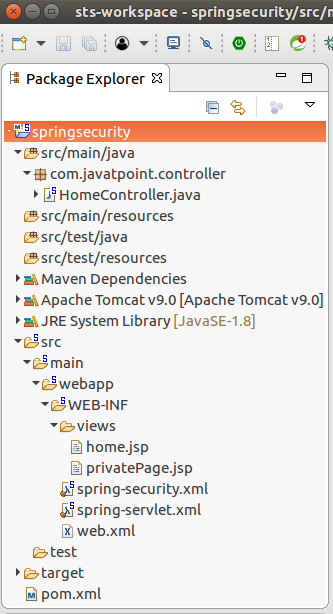 sts-workspace - springsecurity/src/
Package Explorer
springsecurity
src/main/java
com.javatpoint.controller
HomeController.java
src/main/resources
src/test/java
src/test/resources
Maven Dependencies
Apache Tomcat v9.0 [Apache Tomcat v9.0]
JRE System Library [JavaSE-1.8]
src
main
webapp
WEB-INF
views
home.jsp
privatePage.jsp
spring-security.xml
spring-servlet.xml
web.xml
test
target
pom.xml